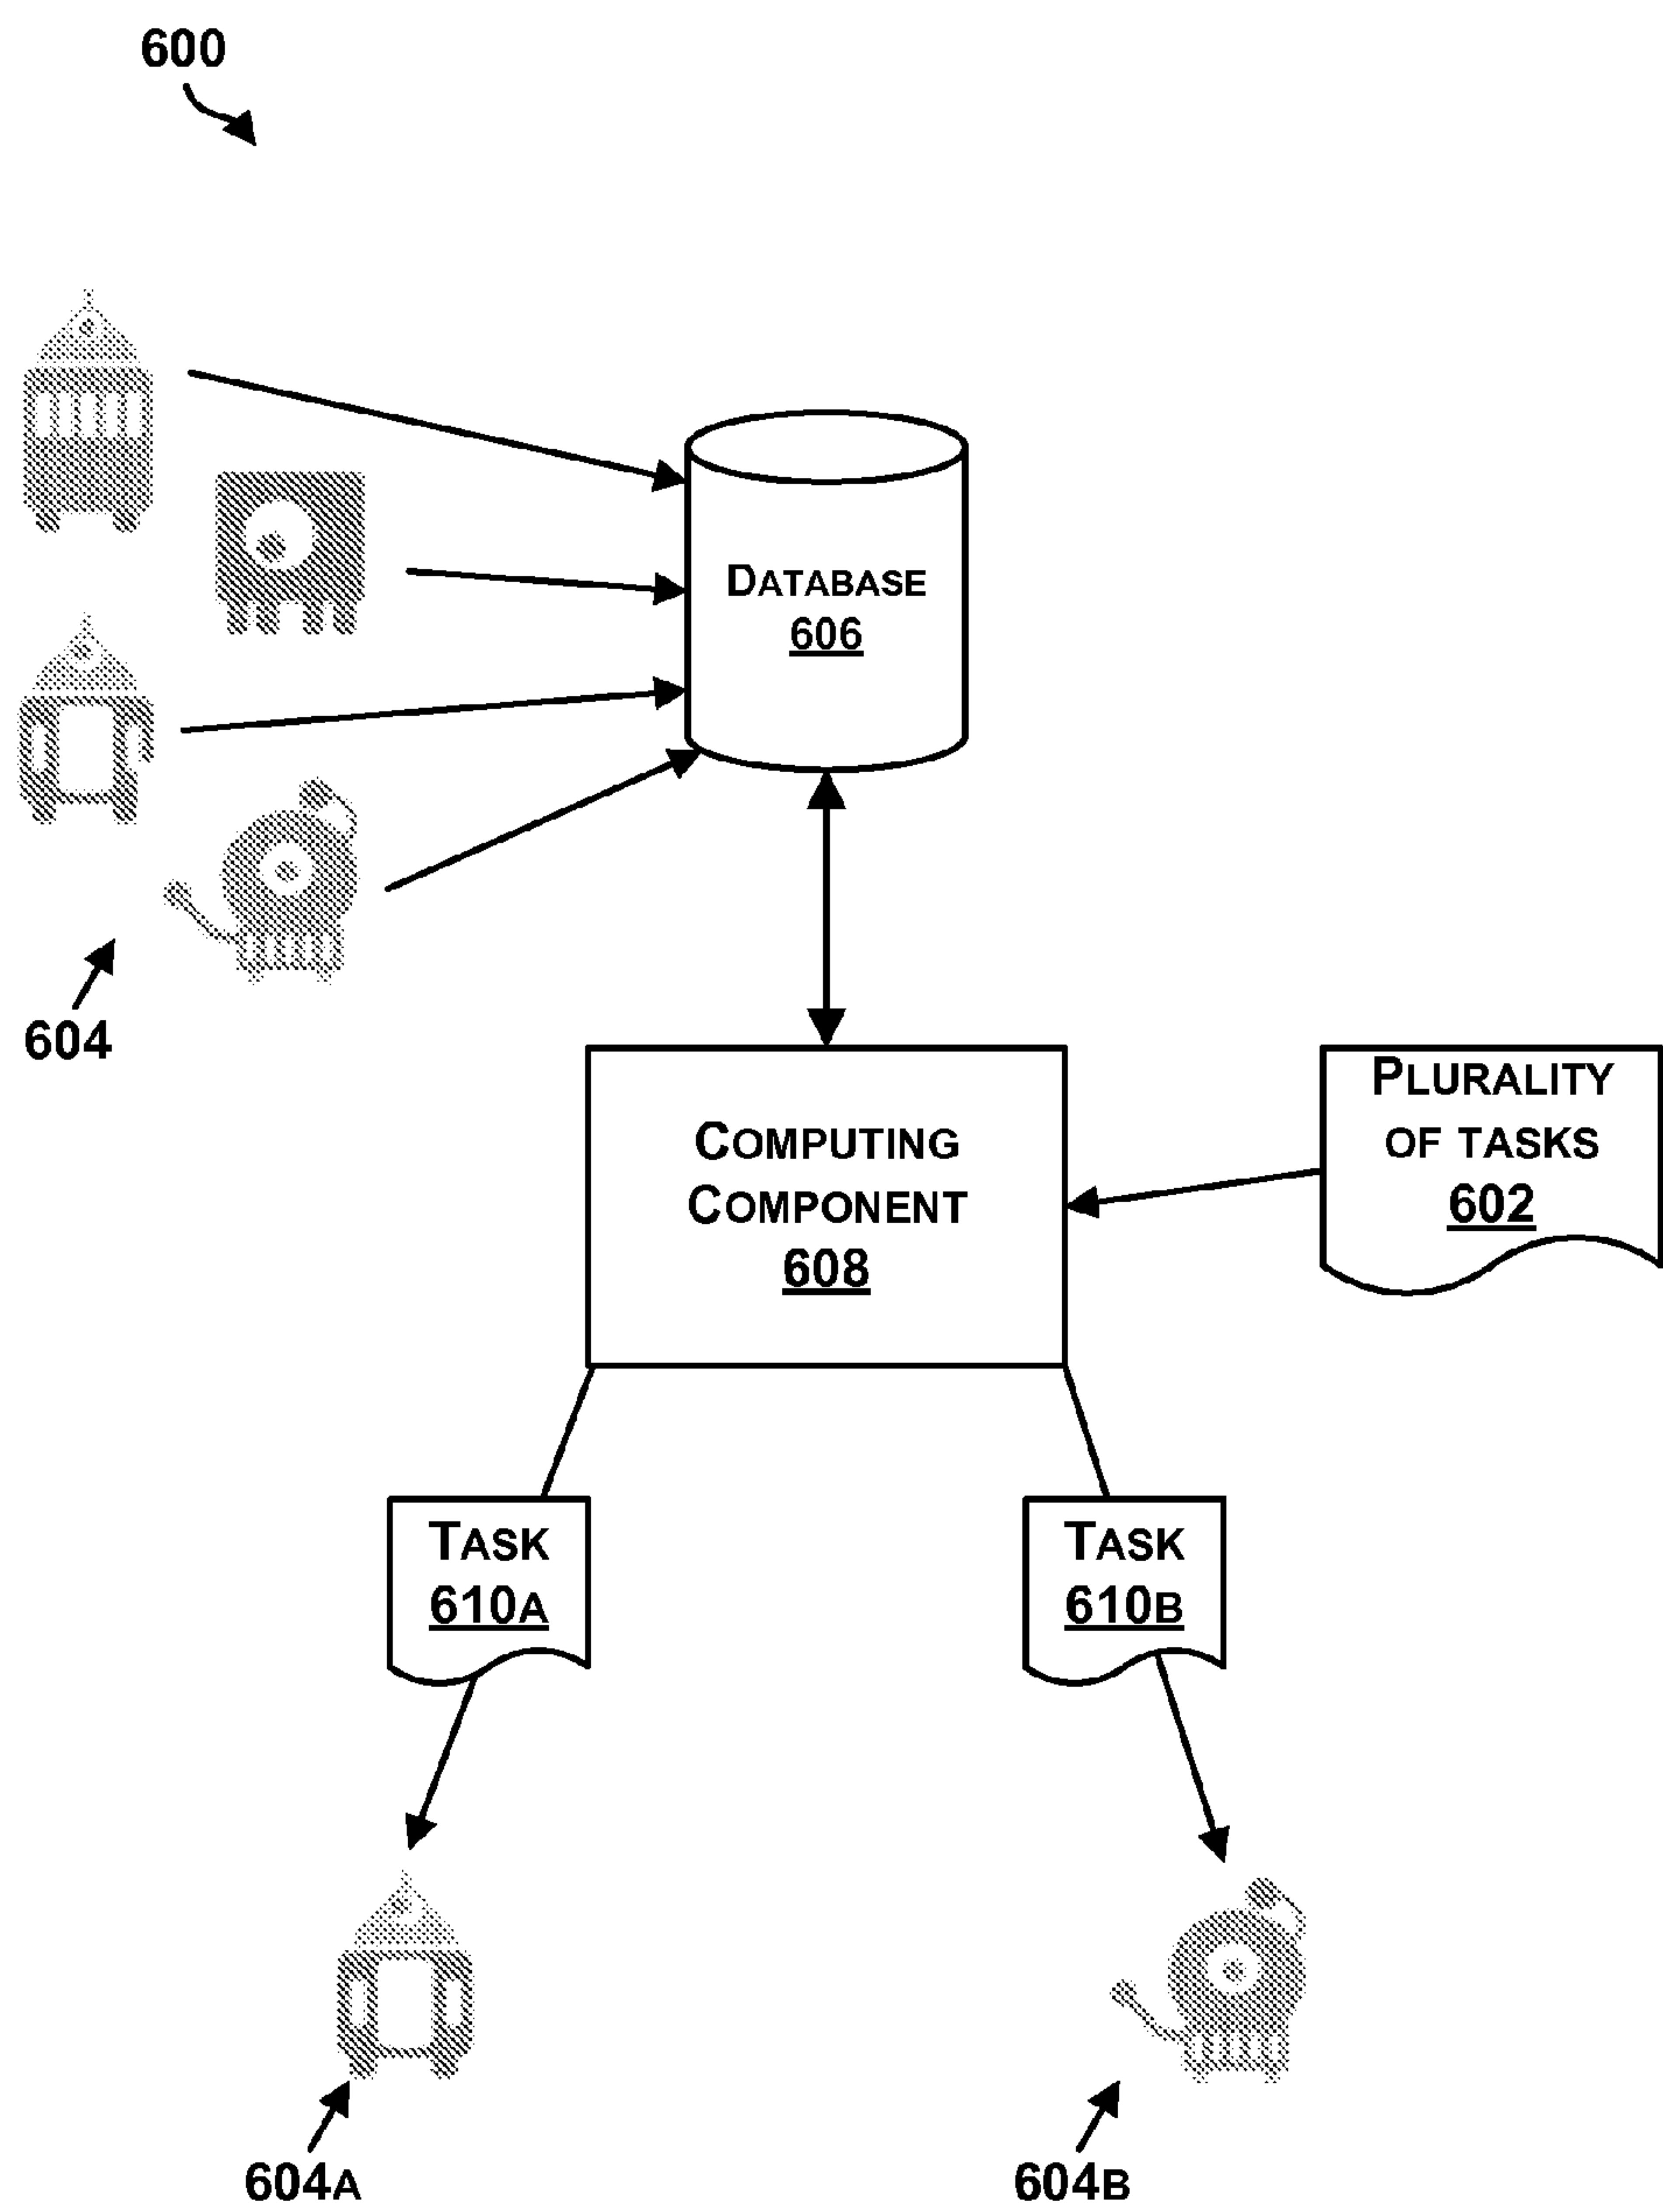 600
DATABASE
606
604
COMPUTING
COMPONENT
608
PLURALITY
OF TASKS
602
TASK
610A
TASK
610B
604A
604B